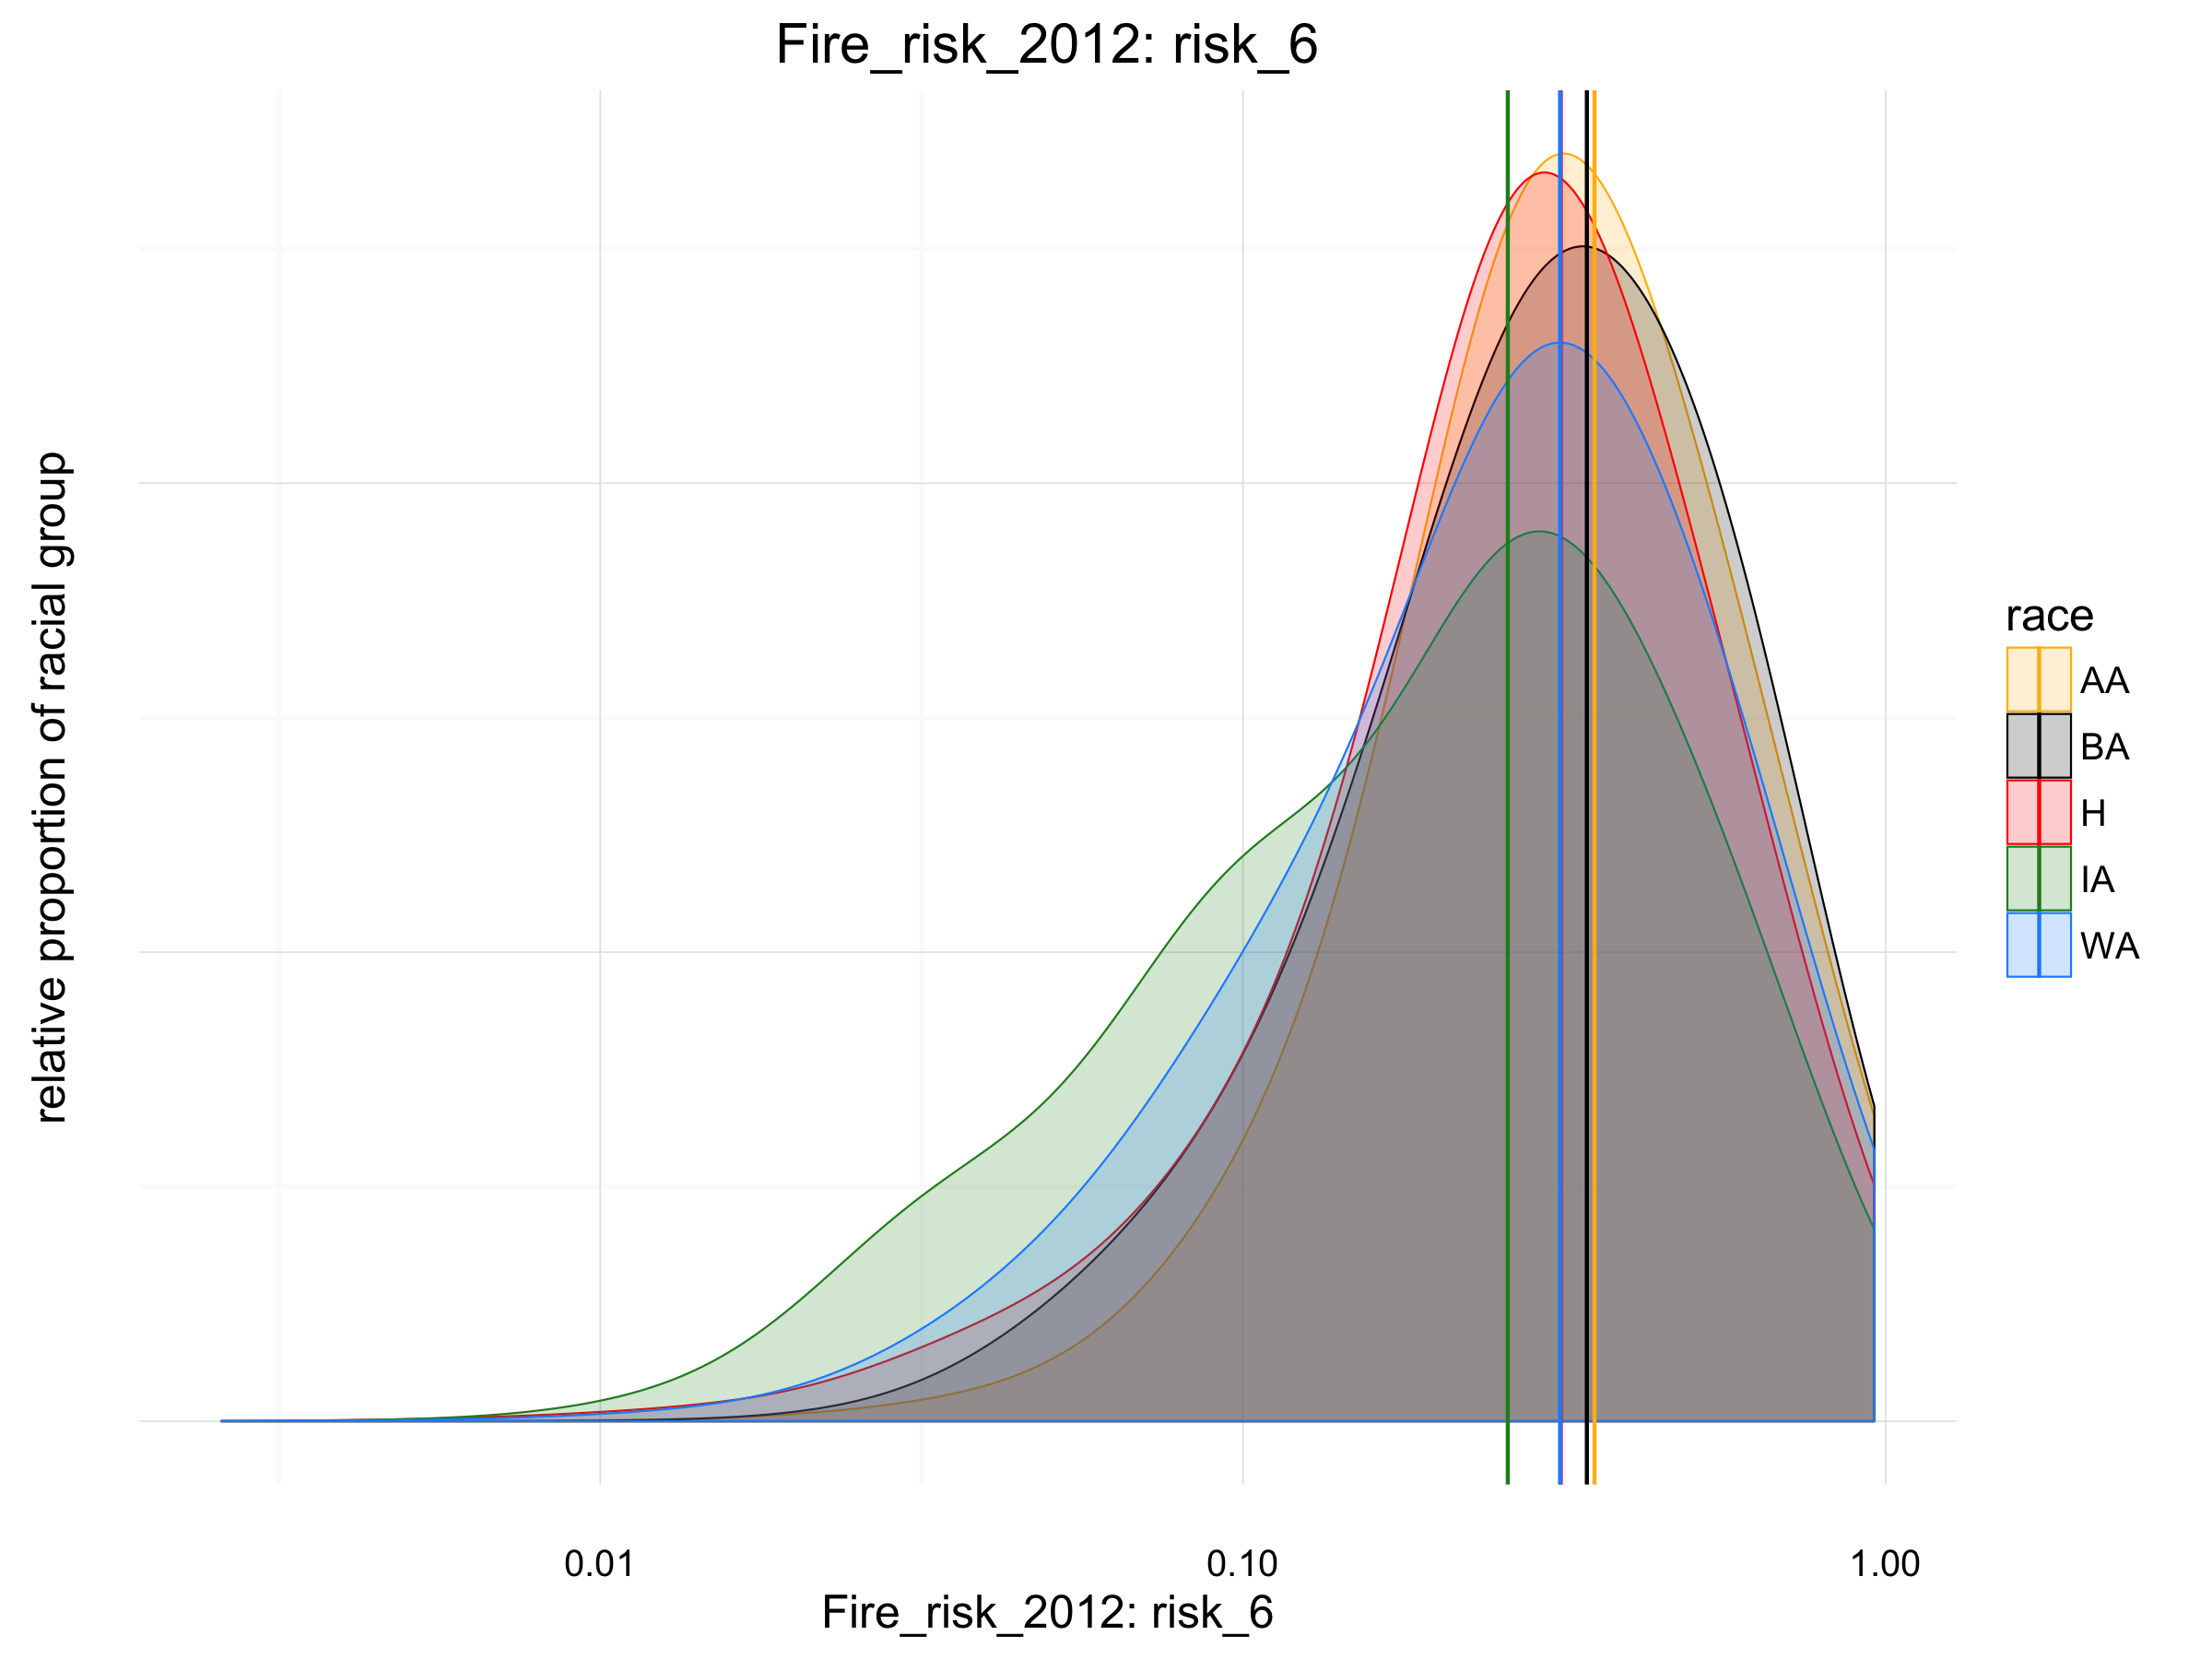 Fire_risk_2012: risk_6
relative proportion of racial group
race
AA
BA
H
IA
WA
0.01
0.10
1.00
Fire_risk_2012: risk_6